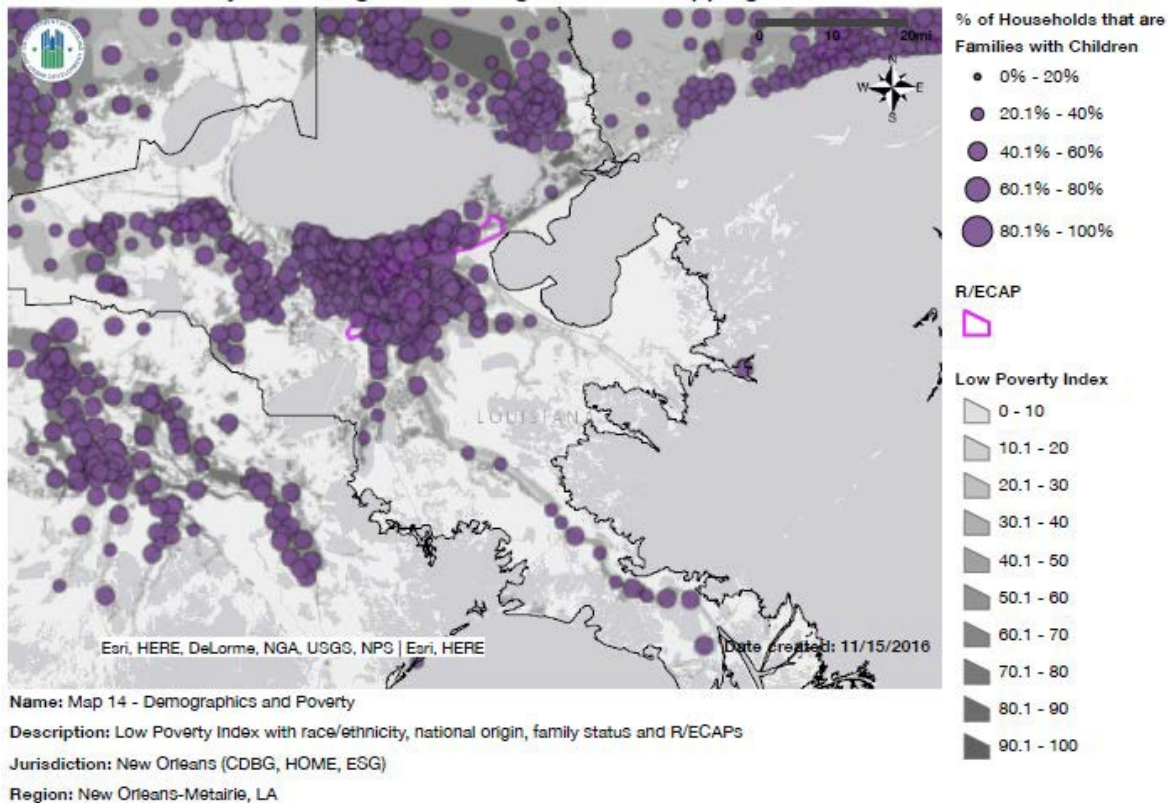 0 10 20mi
N
W E
S
LOUISIANA
Esri, HERE, DeLorme, NGA, USGS, NPS | Esri, HERE
Date created: 11/15/2016
% of Households that are
Families with Children
0% - 20%
20.1% - 40%
40.1% - 60%
60.1% - 80%
80.1% - 100%
R/ECAP
Low Poverty Index
0 - 10
10.1 - 20
20.1 - 30
30.1 - 40
40.1 - 50
50.1 - 60
60.1 - 70
70.1 - 80
80.1 - 90
90.1 - 100
Name: Map 14 - Demographics and Poverty
Description: Low Poverty Index with race/ethnicity, national origin, family status and R/ECAPs
Jurisdiction: New Orleans (CDBG, HOME, ESG)
Region: New Orleans-Metairie, LA